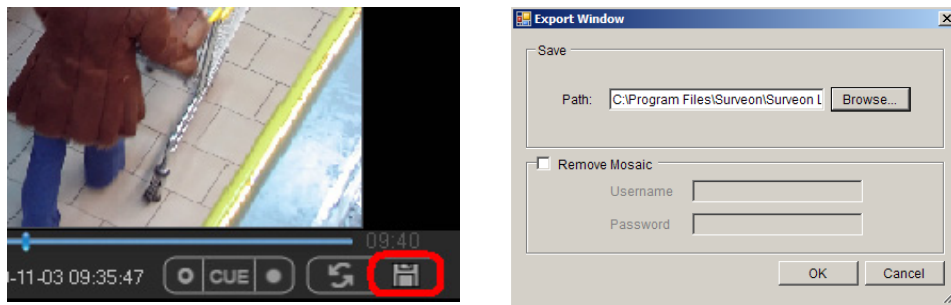 09:40
-11-03 09:35:47
CUE
Export Window
Save
Path: C:\Program Files\Surveon\Surveon L Browse...
Remove Mosaic
Username
Password
OK Cancel